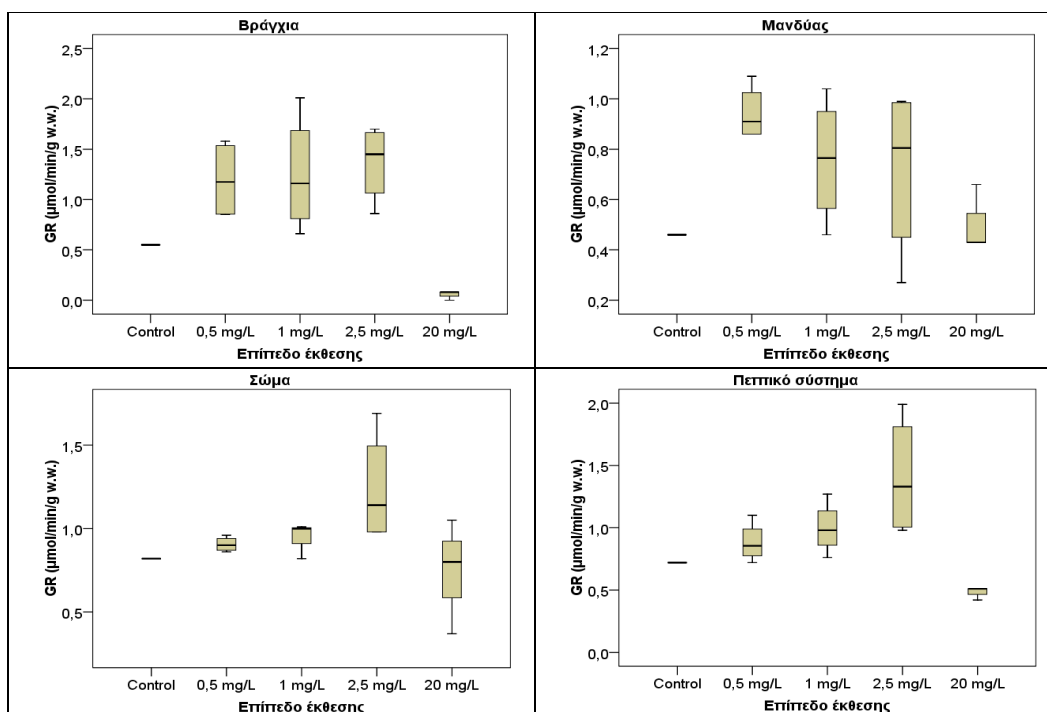 Βράγχια
GR (μmol/min/g w.w.)
2,5
2,0
1,5
1,0
0,5
0,0
Control 0,5 mg/L 1 mg/L 2,5 mg/L 20 mg/L
Επίπεδο έκθεσης
Μανδύας
GR (μmol/min/g w.w.)
1,2
1,0
0,8
0,6
0,4
0,2
Control 0,5 mg/L 1 mg/L 2,5 mg/L 20 mg/L
Επίπεδο έκθεσης
Σώμα
GR (μmol/min/g w.w.)
1,5
1,0
0,5
Control 0,5 mg/L 1 mg/L 2,5 mg/L 20 mg/L
Επίπεδο έκθεσης
Πεπτικό σύστημα
GR (μmol/min/g w.w.)
2,0
1,5
1,0
0,5
0,0
Control 0,5 mg/L 1 mg/L 2,5 mg/L 20 mg/L
Επίπεδο έκθεσης